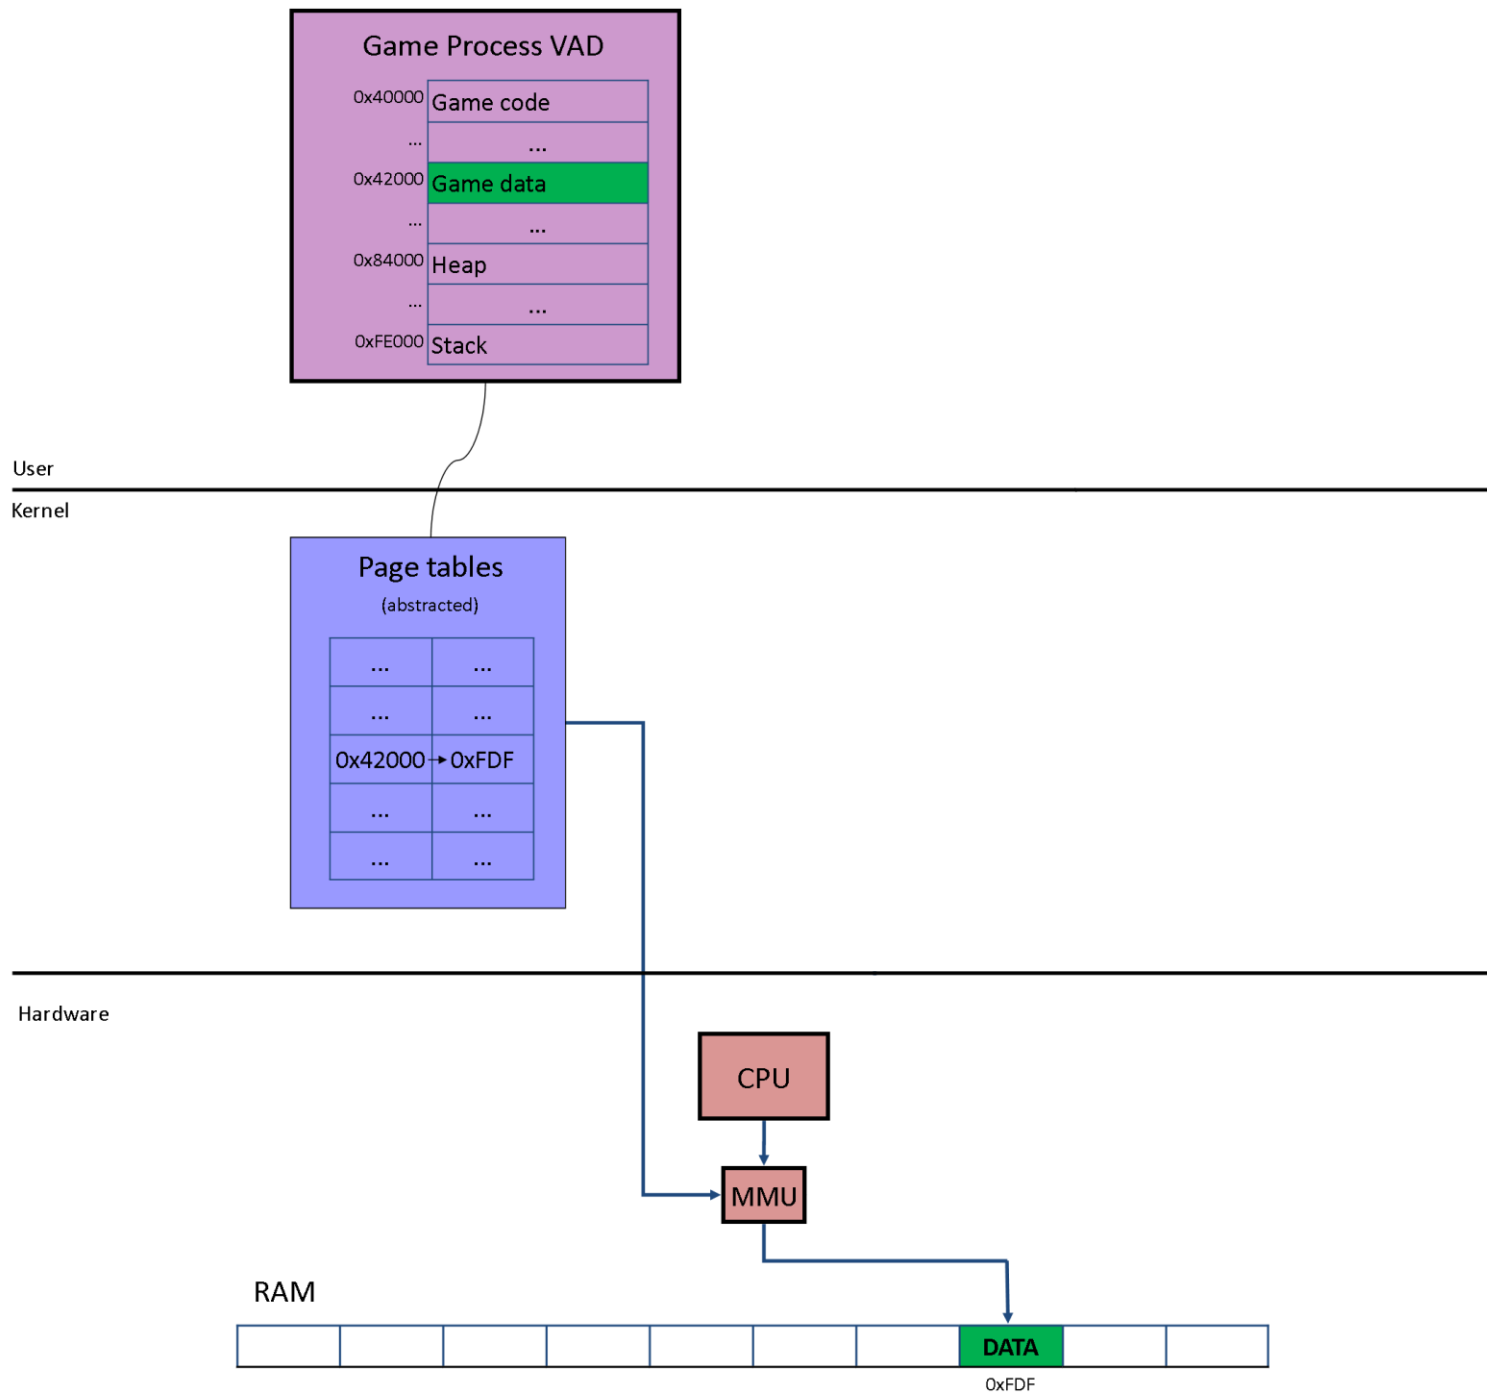 Game Process VAD
0x40000 Game code
... ...
0x42000 Game data
... ...
0x84000 Heap
... ...
0xFE000 Stack
User
Kernel
Page tables
(abstracted)
... ...
... ...
0x42000 → 0xFDF
... ...
... ...
Hardware
CPU
MMU
RAM
DATA
0xFDF